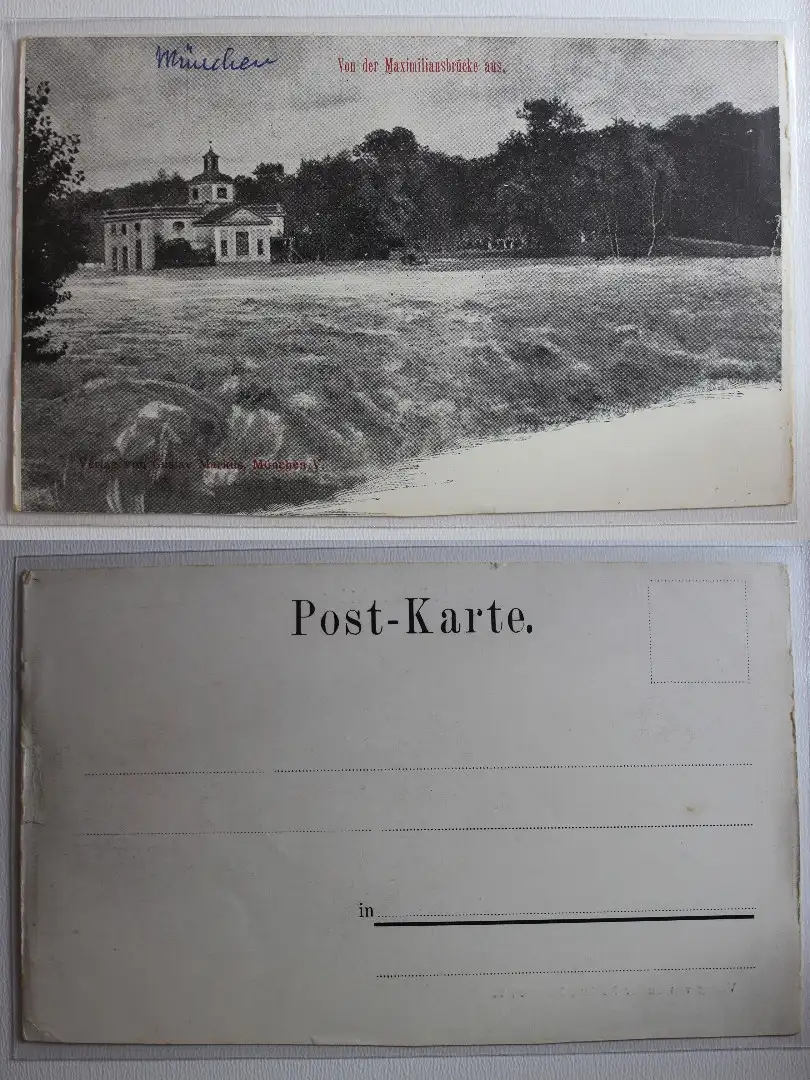 München
Von der Maximiliansbrücke aus.
Verlag von Gustav Markus, München V.
Post-Karte.
in